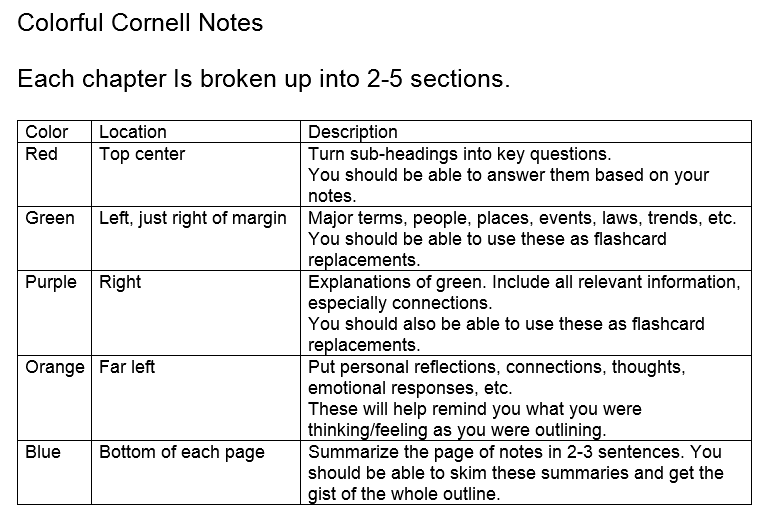 Colorful Cornell Notes
Each chapter Is broken up into 2-5 sections.
Color Location Description
Red Top center Turn sub-headings into key questions.
You should be able to answer them based on your
notes.
Green Left, just right of margin Major terms, people, places, events, laws, trends, etc.
You should be able to use these as flashcard
replacements.
Purple Right Explanations of green. Include all relevant information,
especially connections.
You should also be able to use these as flashcard
replacements.
Orange Far left Put personal reflections, connections, thoughts,
emotional responses, etc.
These will help remind you what you were
thinking/feeling as you were outlining.
Blue Bottom of each page Summarize the page of notes in 2-3 sentences. You
should be able to skim these summaries and get the
gist of the whole outline.